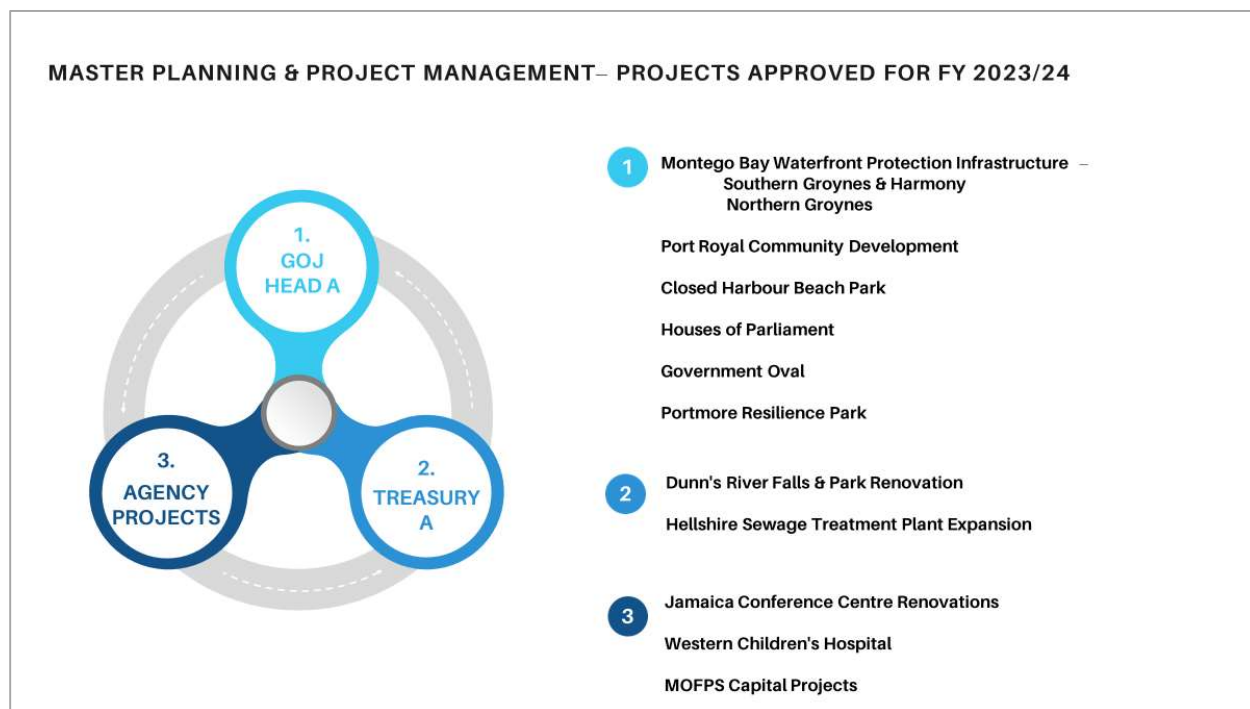 MASTER PLANNING & PROJECT MANAGEMENT– PROJECTS APPROVED FOR FY 2023/24
1.
GOJ
HEAD A
2.
TREASURY
A
3.
AGENCY
PROJECTS
1
Montego Bay Waterfront Protection Infrastructure –
Southern Groynes & Harmony
Northern Groynes
Port Royal Community Development
Closed Harbour Beach Park
Houses of Parliament
Government Oval
Portmore Resilience Park
2
Dunn's River Falls & Park Renovation
Hellshire Sewage Treatment Plant Expansion
3
Jamaica Conference Centre Renovations
Western Children's Hospital
MOFPS Capital Projects